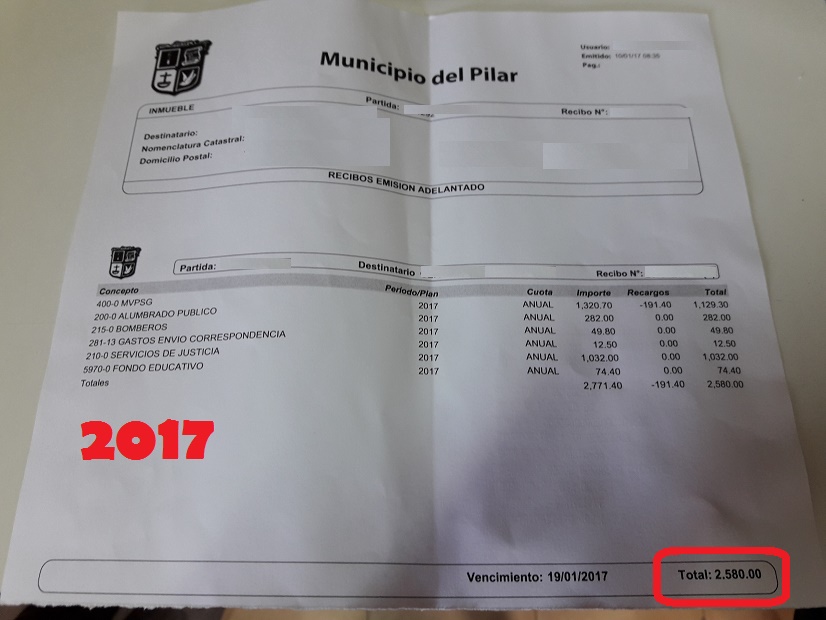 Municipio del Pilar
Usuario:
Emitido: 10/01/17 08:55
Pag.:
INMUEBLE Partida: Recibo N°:
Destinatario:
Nomenclatura Catastral:
Domicilio Postal:
RECIBOS EMISION ADELANTADO
Partida: Destinatario Recibo N°:
Concepto Periodo/Plan Cuota Importe Recargos Total
400-0 MVPSG 2017 ANUAL 1,320.70 -191.40 1,129.30
200-0 ALUMBRADO PUBLICO 2017 ANUAL 282.00 0.00 282.00
215-0 BOMBEROS 2017 ANUAL 49.80 0.00 49.80
281-13 GASTOS ENVIO CORRESPONDENCIA 2017 ANUAL 12.50 0.00 12.50
210-0 SERVICIOS DE JUSTICIA 2017 ANUAL 1,032.00 0.00 1,032.00
5970-0 FONDO EDUCATIVO 2017 ANUAL 74.40 0.00 74.40
Totales 2,771.40 -191.40 2,580.00
2017
Vencimiento: 19/01/2017 Total: 2.580.00